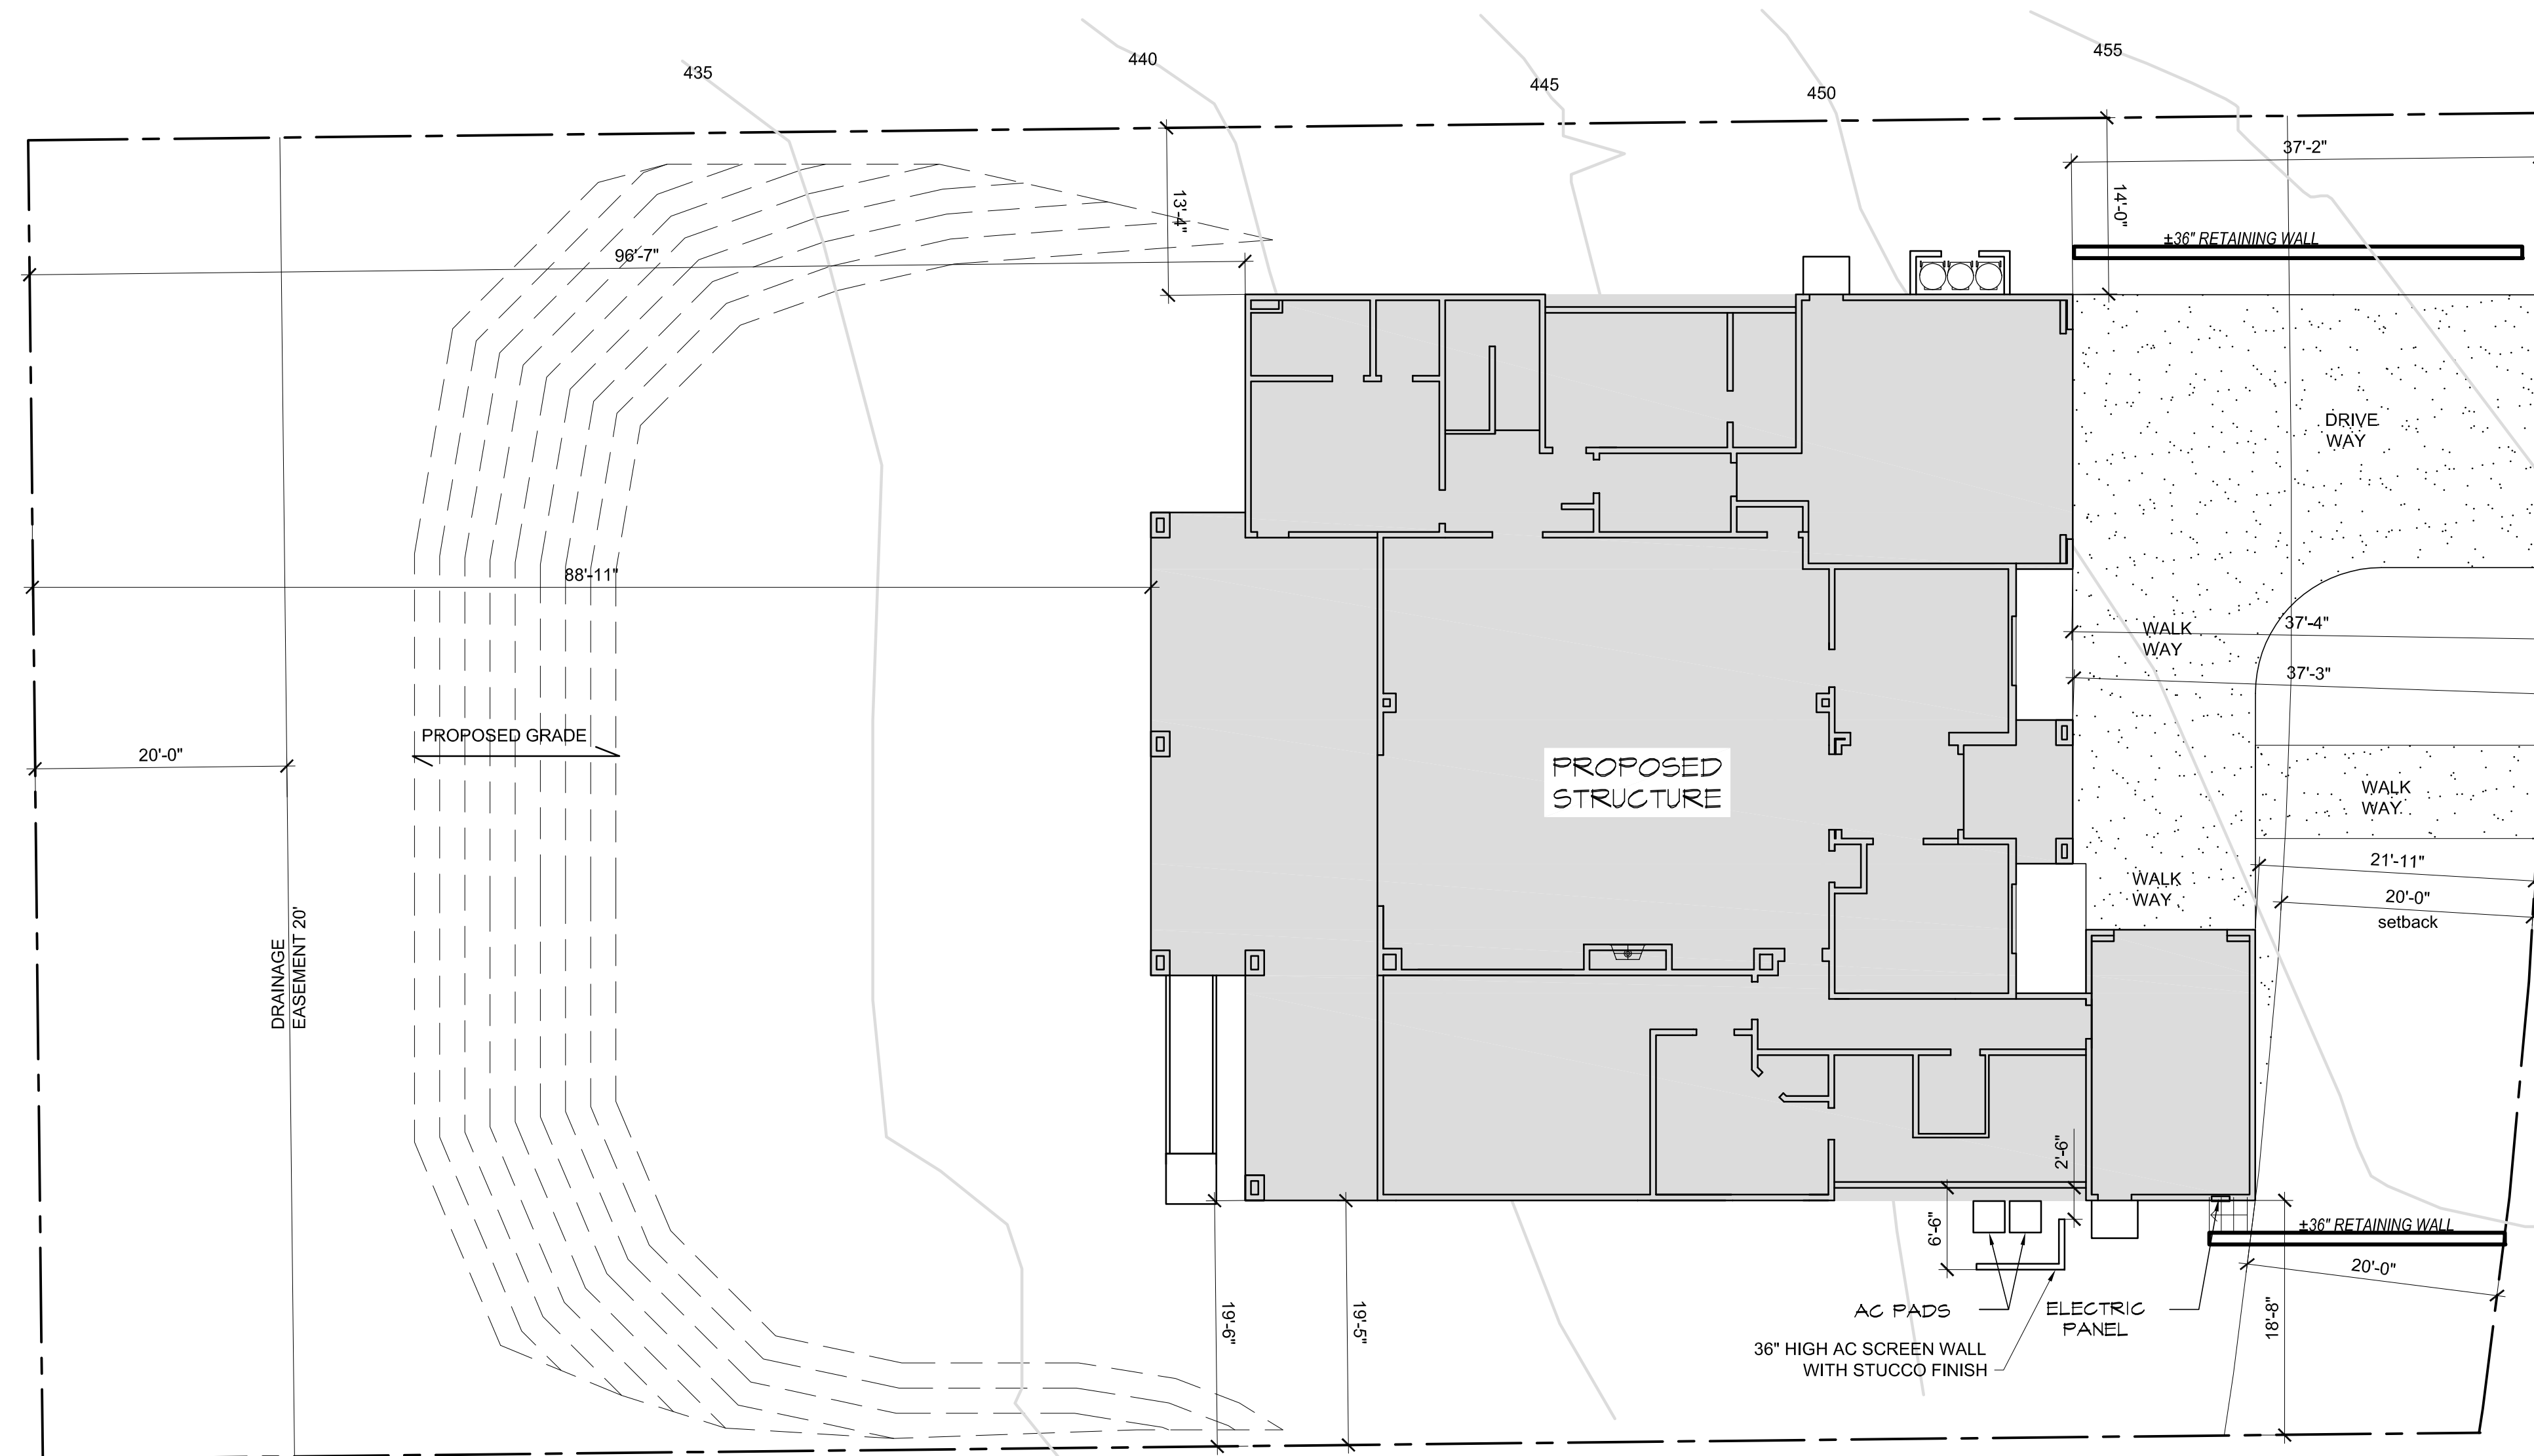 455
440
435
445
450
37'-2"
13'-4"
14'-0"
±36" RETAINING WALL
96'-7"
DRIVE
WAY
88'-11"
37'-4"
WALK
WAY
37'-3"
PROPOSED GRADE
20'-0"
PROPOSED
STRUCTURE
WALK
WAY
21'-11"
WALK
WAY
20'-0"
setback
DRAINAGE
EASEMENT 20'
2'-6"
6'-6"
±36" RETAINING WALL
20'-0"
19'-6"
19'-5"
18'-8"
AC PADS
ELECTRIC
PANEL
36" HIGH AC SCREEN WALL
WITH STUCCO FINISH